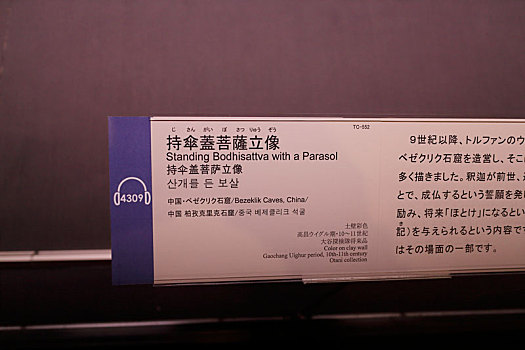 4309
じ さん がい ぼ さつ りゅう ぞう
持傘蓋菩薩立像
Standing Bodhisattva with a Parasol
持伞盖菩萨立像
산개를 든 보살
中国・ベゼクリク石窟/Bezeklik Caves, China/
中国 柏孜克里克石窟/중국 베제클리크 석굴
土壁彩色
高昌ウイグル期・10〜11世紀
大谷探検隊将来品
Color on clay wall
Gaochang Uighur period, 10th-11th century
Otani collection
TC-552
9世紀以降、トルファンのウ
ベゼクリク石窟を造営し、そこ
多く描きました。釈迦が前世、
とで、成仏するという誓願を発
励み、将来「ほとけ」になるという
き
記)を与えられるという内容です
はその場面の一部です。